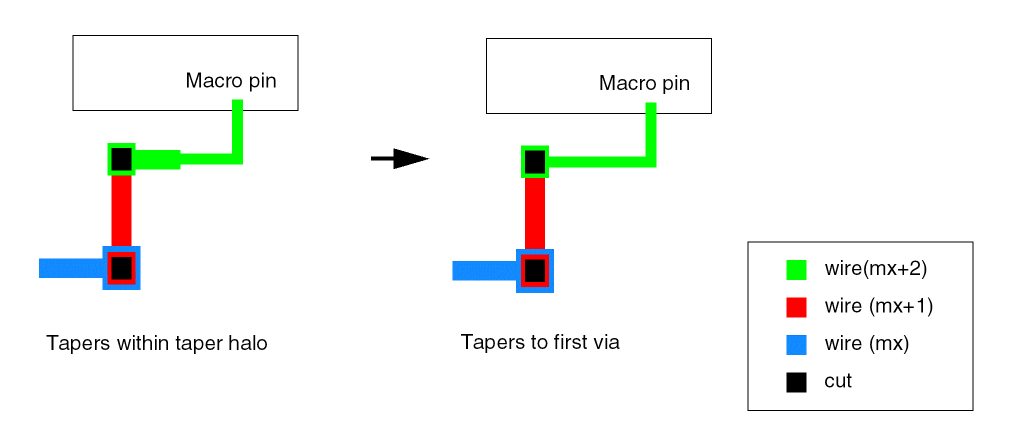 Macro pin
Macro pin
Tapers within taper halo
Tapers to first via
wire(mx+2)
wire (mx+1)
wire (mx)
cut